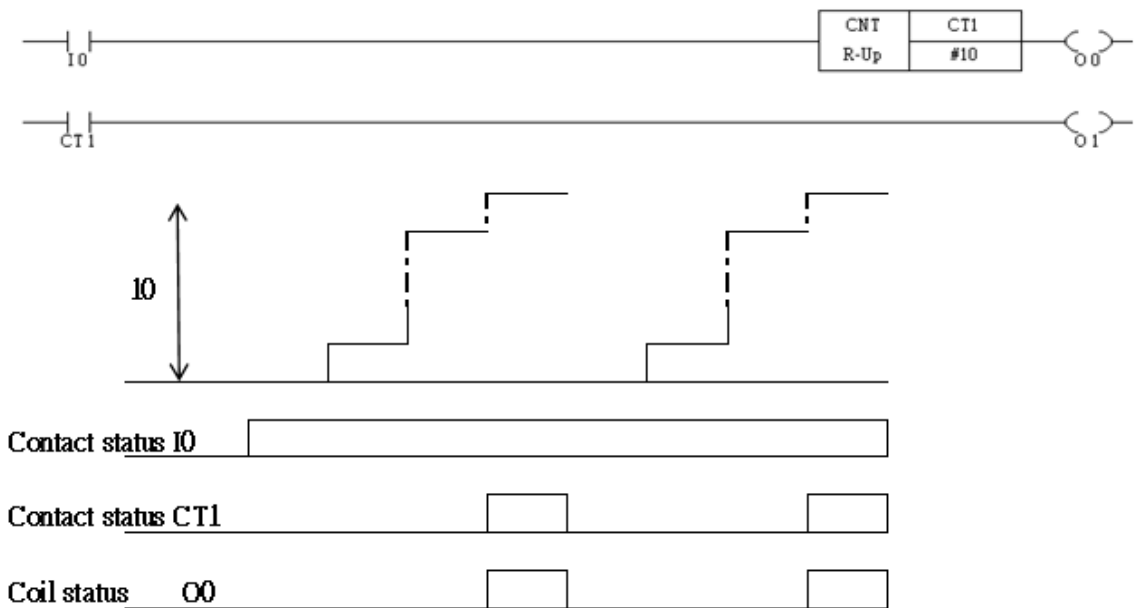 CNT CT1
R-Up #10
I0
O0
CT1
O1
10
Contact status I0
Contact status CT1
Coil status O0